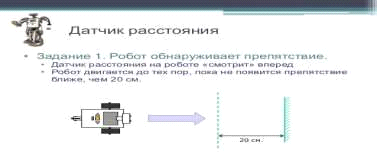 Датчик расстояния
Задание 1. Робот обнаруживает препятствие.
Датчик расстояния на роботе «смотрит» вперед
Робот двигается до тех пор, пока не появится препятствие
ближе, чем 20 см.
20 см.